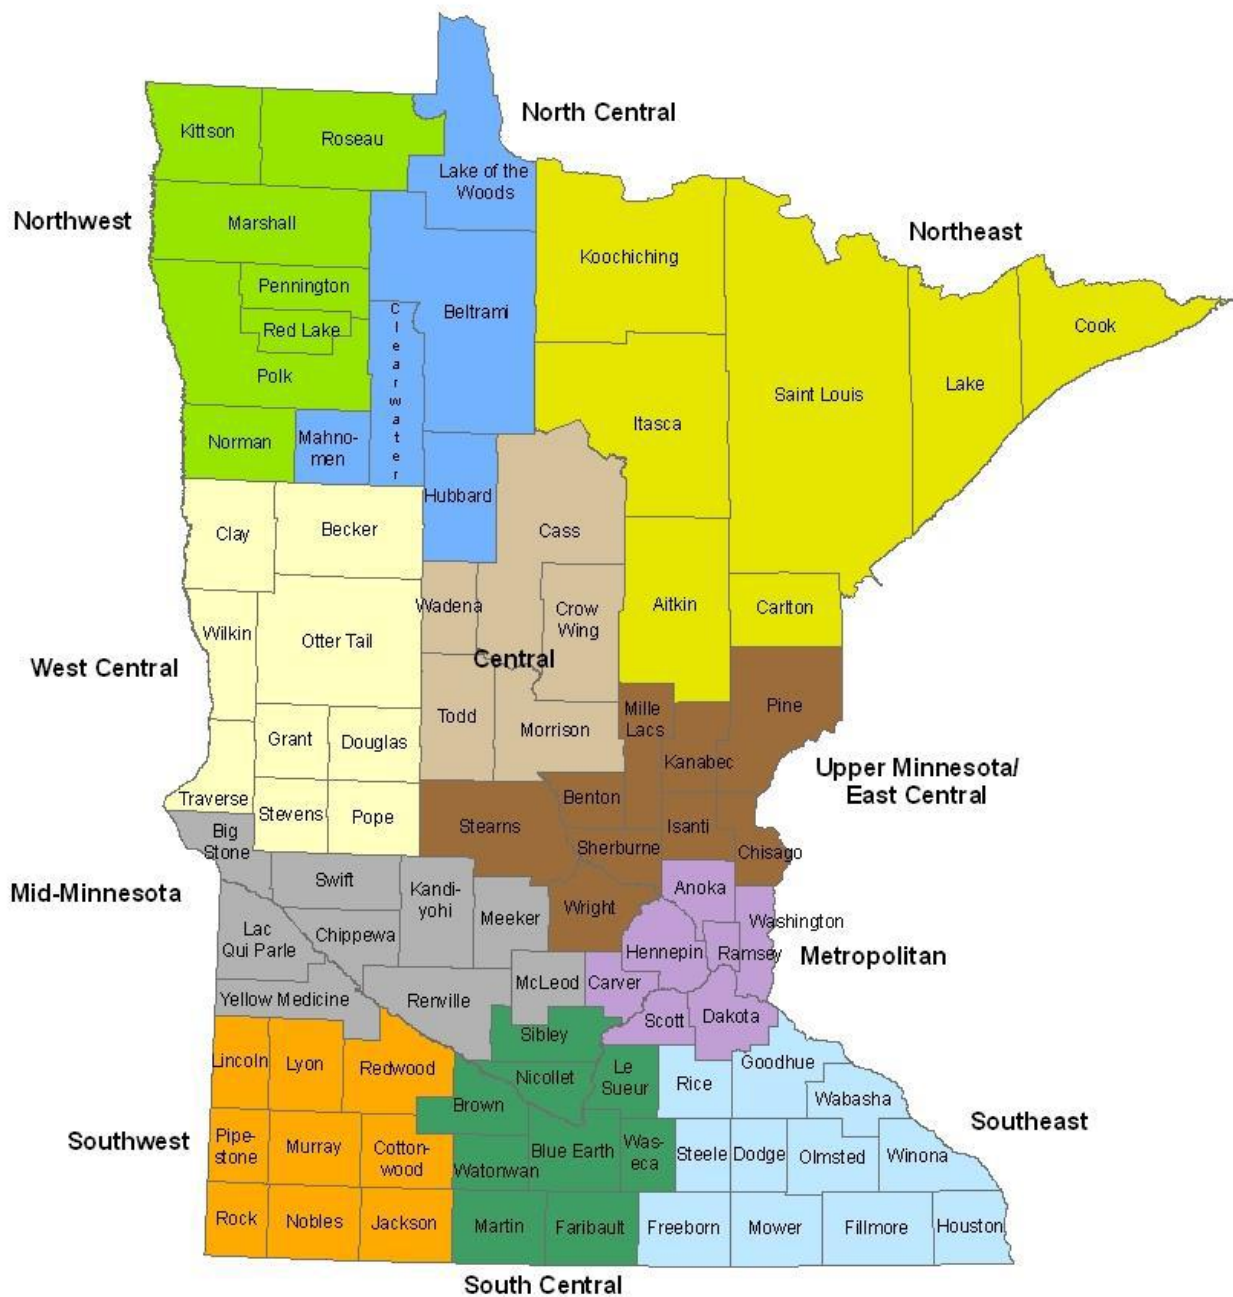 North Central
Kittson
Roseau
Lake of the
Woods
Northwest
Marshall
Northeast
Koochiching
Pennington
Clearwater
Beltrami
Red Lake
Cook
Polk
Saint Louis
Lake
Itasca
Norman
Mahno-
men
Hubbard
Clay
Becker
Cass
Wadena
Crow
Wing
Aitkin
Carlton
Wilkin
Otter Tail
West Central
Central
Todd
Morrison
Mille
Lacs
Pine
Grant
Douglas
Kanabec
Upper Minnesota/
East Central
Traverse
Stevens
Pope
Benton
Stearns
Isanti
Big
Stone
Sherburne
Chisago
Mid-Minnesota
Swift
Kandi-
yohi
Anoka
Meeker
Wright
Washington
Lac
Qui Parle
Chippewa
Hennepin
Ramsey
Metropolitan
McLeod
Carver
Yellow Medicine
Renville
Scott
Dakota
Sibley
Lincoln
Lyon
Redwood
Nicollet
Le
Sueur
Rice
Goodhue
Wabasha
Brown
Southeast
Southwest
Pipe-
stone
Murray
Cotton-
wood
Watonwan
Blue Earth
Was-
eca
Steele
Dodge
Olmsted
Winona
Rock
Nobles
Jackson
Martin
Faribault
Freeborn
Mower
Fillmore
Houston
South Central